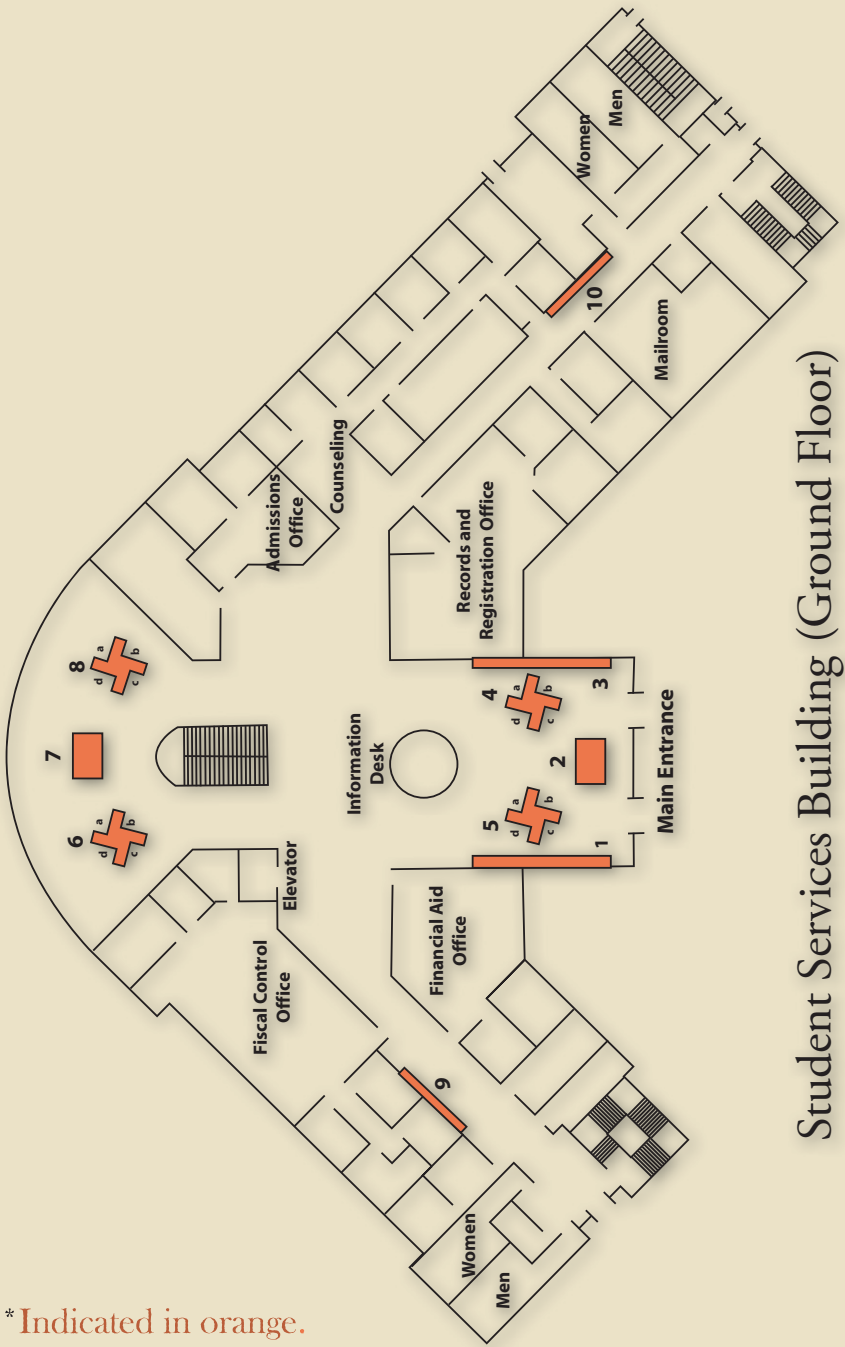 8
a
b
c
d
7
6
a
b
c
d
Admissions
Office
Counseling
Women
Men
10
Mailroom
Records and
Registration Office
Information
Desk
Elevator
Fiscal Control
Office
Financial Aid
Office
4
a
b
c
d
3
2
5
a
b
c
d
1
Main Entrance
9
Women
Men
Student Services Building (Ground Floor)
*Indicated in orange.